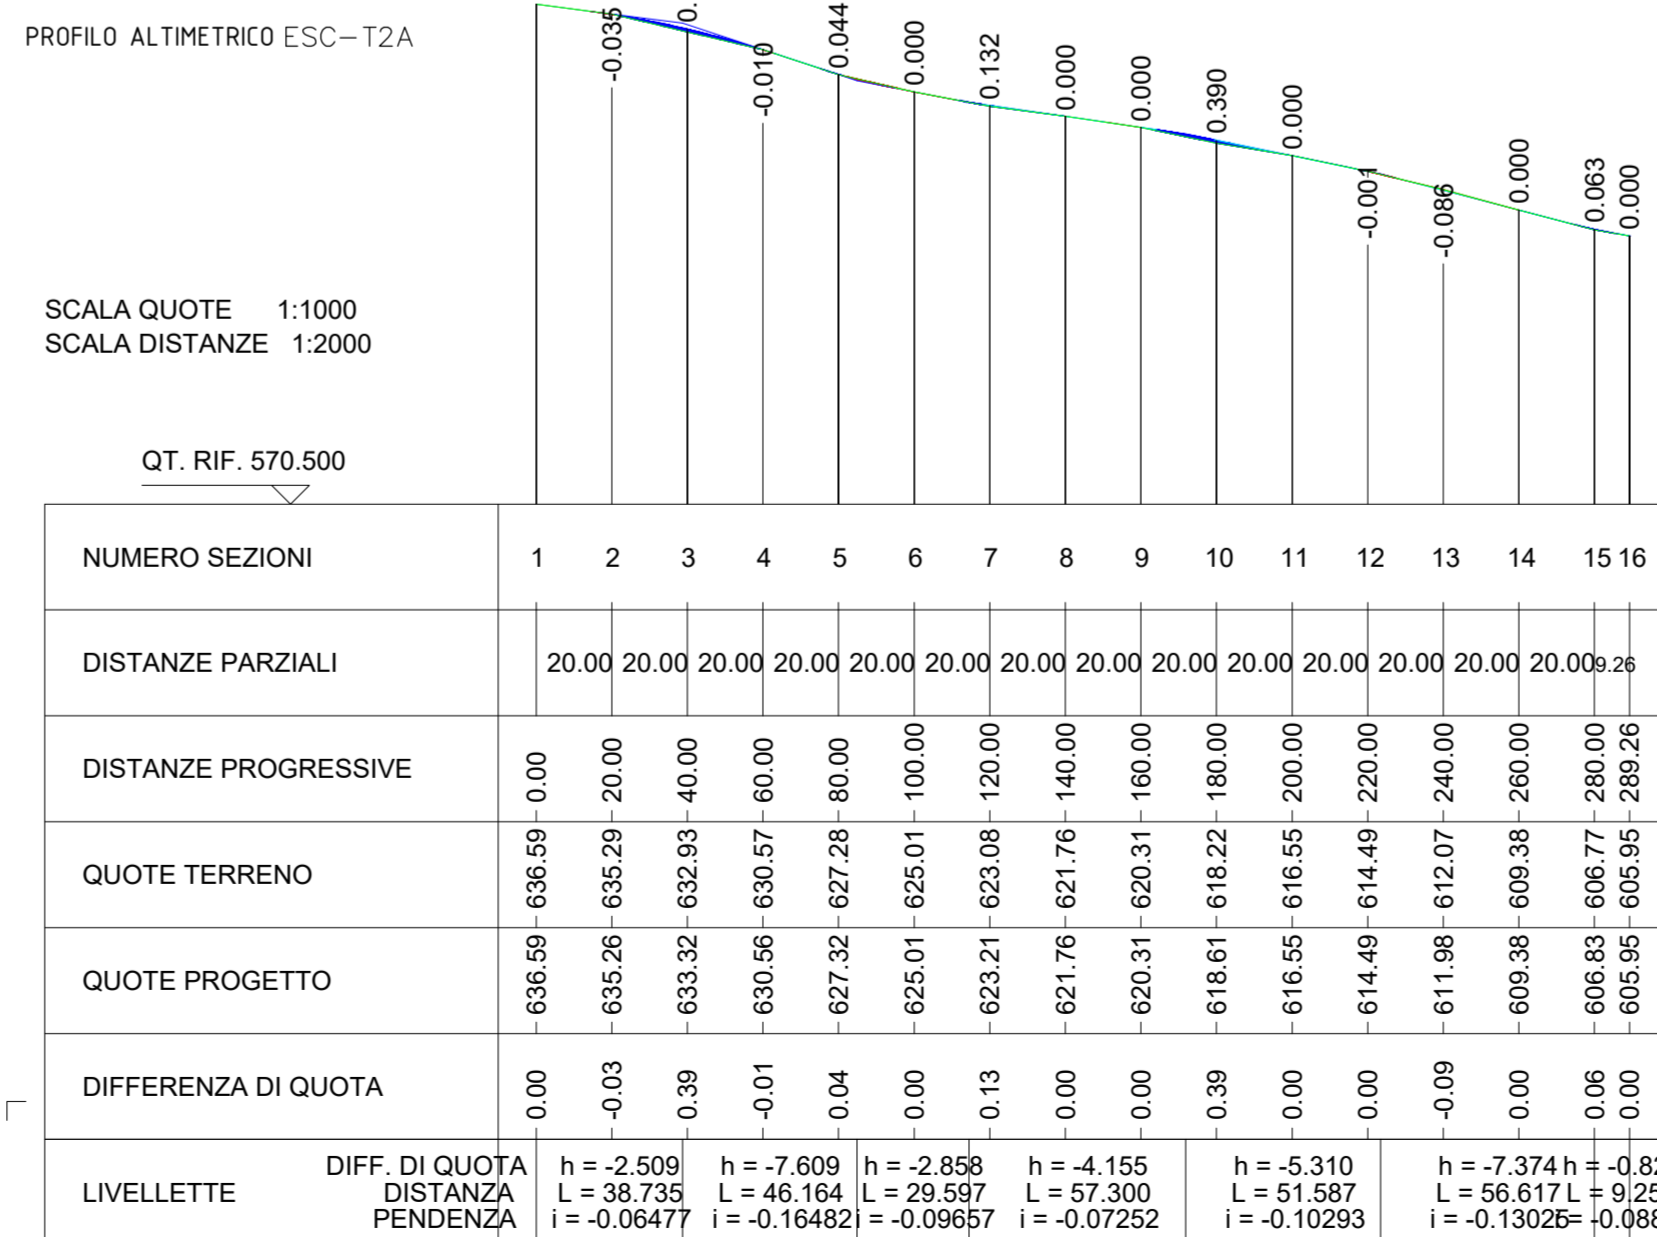 PROFILO ALTIMETRICO ESC-T2A
-0.035
0.
-0.010
0.044
0.000
0.132
0.000
0.000
0.390
0.000
-0.001
-0.086
0.000
0.063
0.000
SCALA QUOTE 1:1000
SCALA DISTANZE 1:2000
QT. RIF. 570.500
NUMERO SEZIONI 1 2 3 4 5 6 7 8 9 10 11 12 13 14 15 16
DISTANZE PARZIALI 20.00 20.00 20.00 20.00 20.00 20.00 20.00 20.00 20.00 20.00 20.00 20.00 20.00 20.00 9.26
DISTANZE PROGRESSIVE 0.00 20.00 40.00 60.00 80.00 100.00 120.00 140.00 160.00 180.00 200.00 220.00 240.00 260.00 280.00 289.26
QUOTE TERRENO 636.59 635.29 632.93 630.57 627.28 625.01 623.08 621.76 620.31 618.22 616.55 614.49 612.07 609.38 606.77 605.95
QUOTE PROGETTO 636.59 635.26 633.32 630.56 627.32 625.01 623.21 621.76 620.31 618.61 616.55 614.49 611.98 609.38 606.83 605.95
DIFFERENZA DI QUOTA 0.00 -0.03 0.39 -0.01 0.04 0.00 0.13 0.00 0.00 0.39 0.00 0.00 -0.09 0.00 0.06 0.00
LIVELLETTE
DIFF. DI QUOTA h = -2.509 h = -7.609 h = -2.858 h = -4.155 h = -5.310 h = -7.374 h = -0.82
DISTANZA L = 38.735 L = 46.164 L = 29.597 L = 57.300 L = 51.587 L = 56.617 L = 9.25
PENDENZA i = -0.06477 i = -0.16482 i = -0.09657 i = -0.07252 i = -0.10293 i = -0.13025 i = -0.088